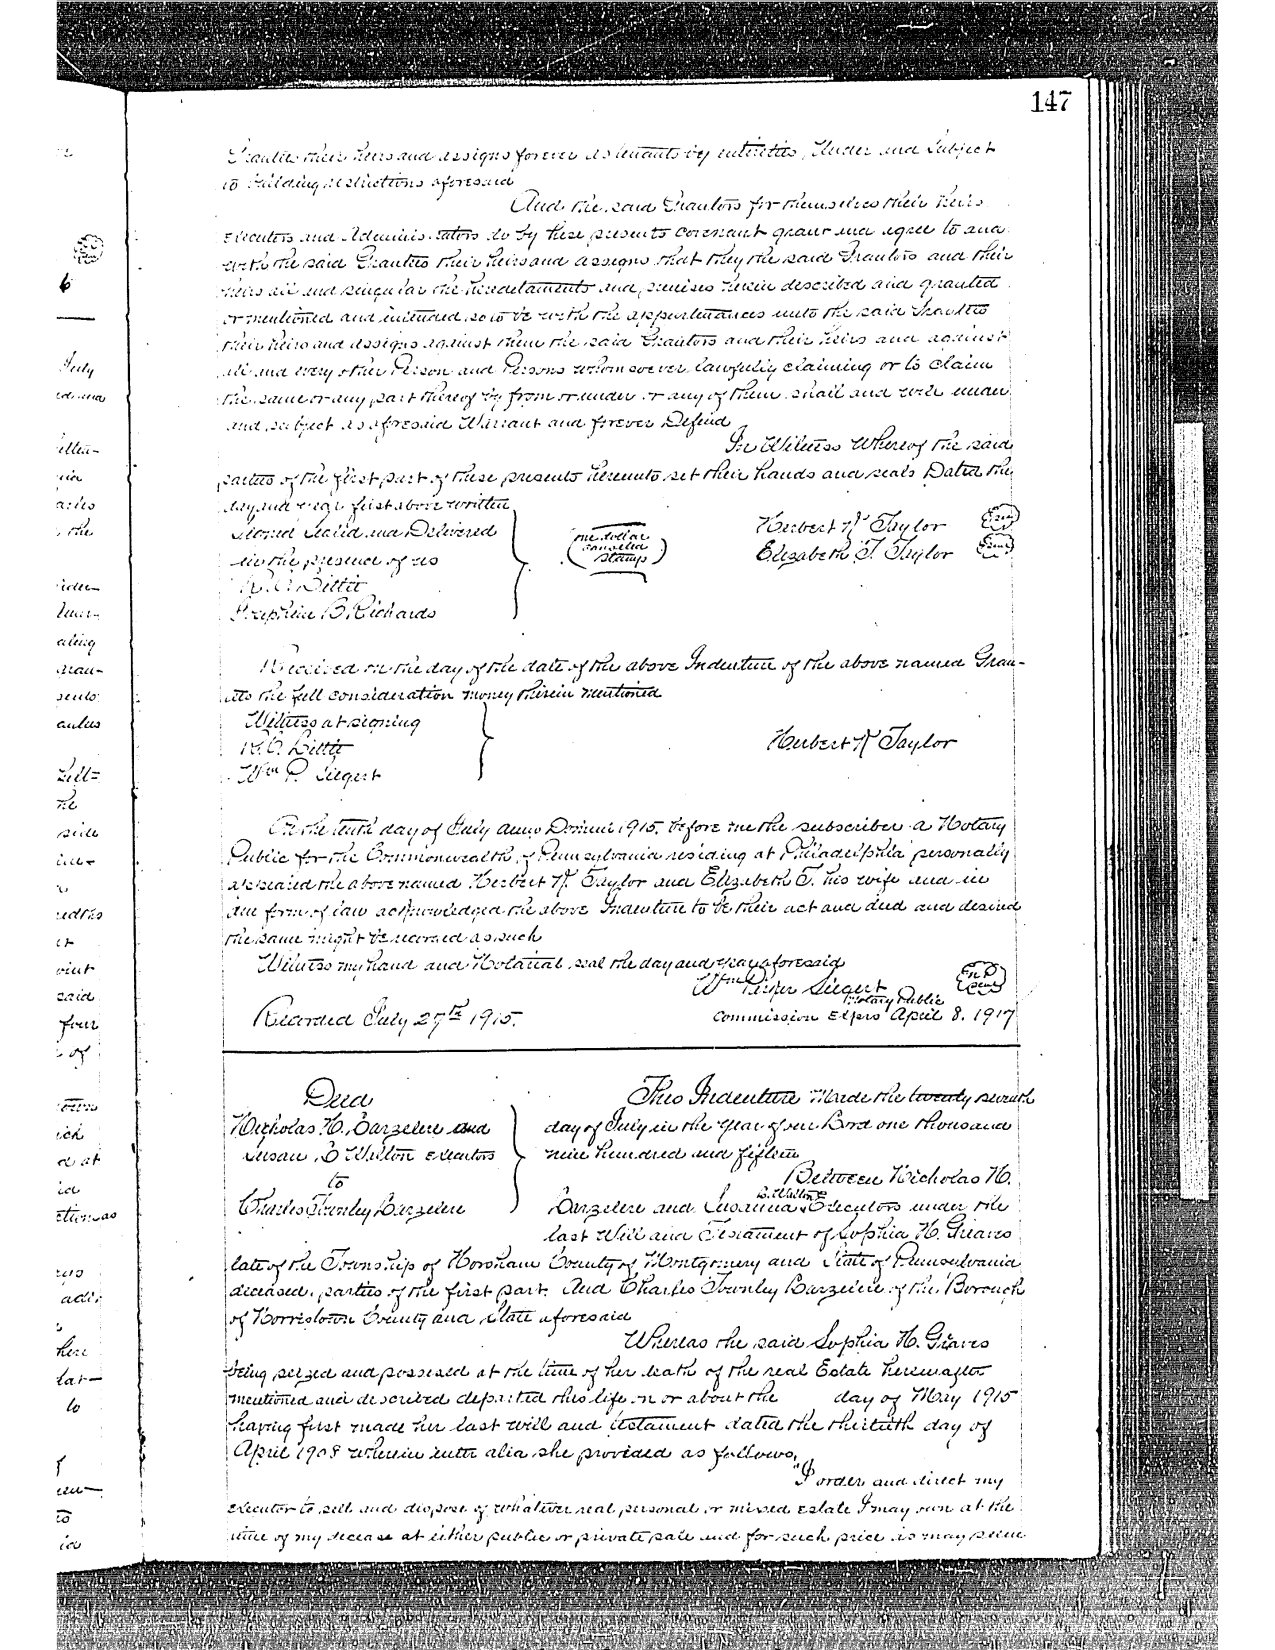 147
Grantees their heirs and assigns forever as tenants by entireties, Under and Subject
to building restrictions aforesaid
And the said Grantors for themselves their heirs
Executors and Administrators do by these presents covenant grant and agree to and
with the said Grantees their heirs and assigns that they the said Grantors and their
heirs all and singular the hereditaments and premises herein described and granted
or mentioned and intended so to be with the appurtenances unto the said Grantees
their heirs and assigns against them the said Grantors and their heirs and against
all and every other Person and Persons whomsoever lawfully claiming or to claim
the same or any part thereof by from or under or any of them shall and will under
and subject as aforesaid Warrant and forever Defend
In Witness Whereof the said
parties of the first part of these presents hereunto set their hands and seals Dated the
day and year first above written
Signed Sealed and Delivered
in the presence of us
Josephine B. Richards
one dollar
canceled
stamps
Herbert N Taylor Seal
Elizabeth T. Taylor Seal
Received on the day of the date of the above Indenture of the above named Gran-
tees the full consideration money therein mentioned
Witness at signing
Wm P. Siegert
Herbert N Taylor
On the tenth day of July anno Domini 1915. before me the subscriber a Notary
Public for the Commonwealth of Pennsylvania residing at Philadelphia personally
appeared the above named Herbert N. Taylor and Elizabeth T. his wife and in
due form of law acknowledged the above Indenture to be their act and deed and desired
the same might be recorded as such
Witness my hand and Notarial seal the day and year aforesaid
Wm Siegert
Notary Public
N.P. Seal
Commission Expires April 8. 1917
Recorded July 27th 1915.
Deed
Nicholas H. Larzelere and
Susan B Walton Executors
to
Charles Townley Larzelere
This Indenture Made the twenty seventh
day of July in the year of our Lord one thousand
nine hundred and fifteen
Between Nicholas H.
Larzelere and Susanna B. Walton Executors under the
last Will and Testament of Sophia H. Graves
late of the Township of Horsham County of Montgomery and State of Pennsylvania
deceased, parties of the first part. And Charles Townley Larzelere of the Borough
of Norristown County and State aforesaid
Whereas the said Sophia H. Graves
being seized and possessed at the time of her death of the real Estate hereinafter
mentioned and described departed this life on or about the day of May 1915
having first made her last will and testament dated the thirtieth day of
April 1908 wherein inter alia she provided as follows,
"I order and direct my
executor to sell and dispose of whatever real, personal or mixed Estate I may own at the
time of my decease at either public or private sale and for such price as may seem